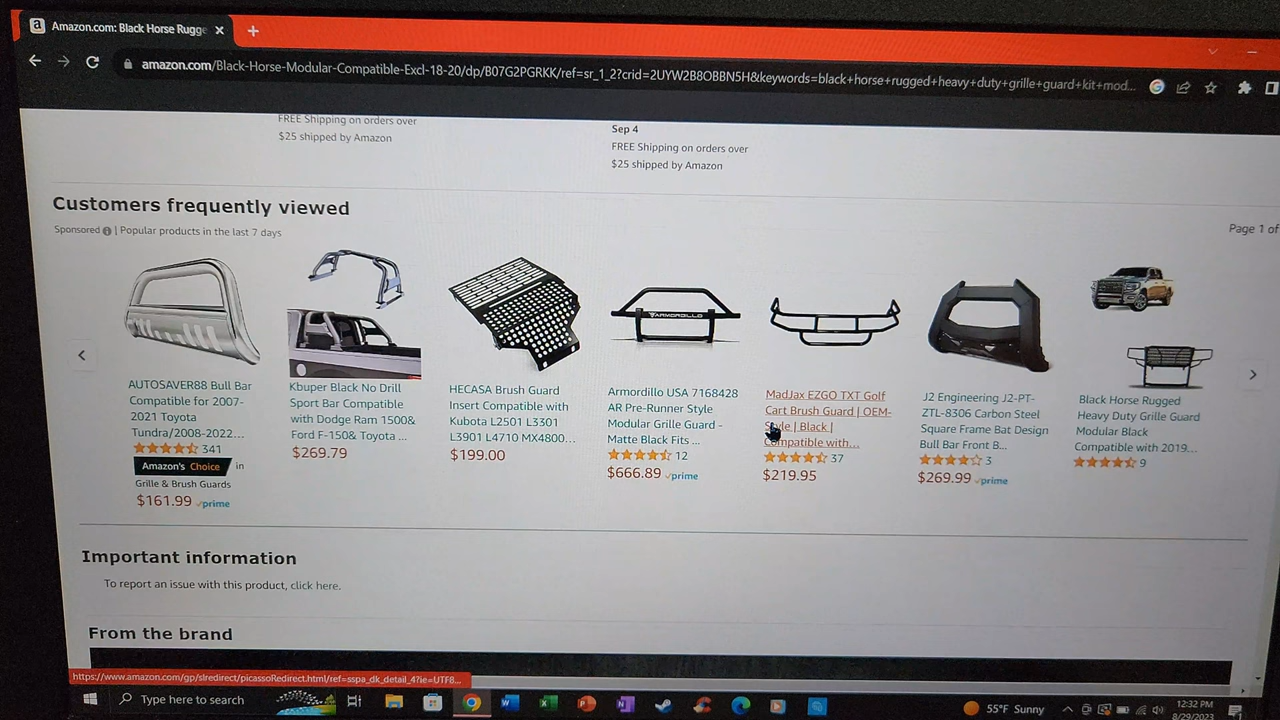 Amazon.com: Black Horse Rugge
amazon.com/Black-Horse-Modular-Compatible-Excl-18-20/dp/B07G2PGRKK/ref=sr_1_2?crid=2UYW2B8OBBN5H&keywords=black+horse+rugged+heavy+duty+grille+guard+kit+mod...
FREE Shipping on orders over
$25 shipped by Amazon
Sep 4
FREE Shipping on orders over
$25 shipped by Amazon
Customers frequently viewed
Sponsored | Popular products in the last 7 days
Page 1 of
AUTOSAVER88 Bull Bar
Compatible for 2007-
2021 Toyota
Tundra/2008-2022...
341
Amazon's Choice in
Grille & Brush Guards
$161.99 prime
Kbuper Black No Drill
Sport Bar Compatible
with Dodge Ram 1500&
Ford F-150& Toyota ...
$269.79
HECASA Brush Guard
Insert Compatible with
Kubota L2501 L3301
L3901 L4710 MX4800...
$199.00
ARMORDILLO
Armordillo USA 7168428
AR Pre-Runner Style
Modular Grille Guard -
Matte Black Fits ...
12
$666.89 prime
MadJax EZGO TXT Golf
Cart Brush Guard | OEM-
Style | Black |
Compatible with...
37
$219.95
J2 Engineering J2-PT-
ZTL-8306 Carbon Steel
Square Frame Bat Design
Bull Bar Front B...
3
$269.99 prime
Black Horse Rugged
Heavy Duty Grille Guard
Modular Black
Compatible with 2019...
9
Important information
To report an issue with this product, click here.
From the brand
https://www.amazon.com/gp/slredirect/picassoRedirect.html/ref=sspa_dk_detail_4?ie=UTF8...
Type here to search
55°F Sunny
12:32 PM
8/29/2023